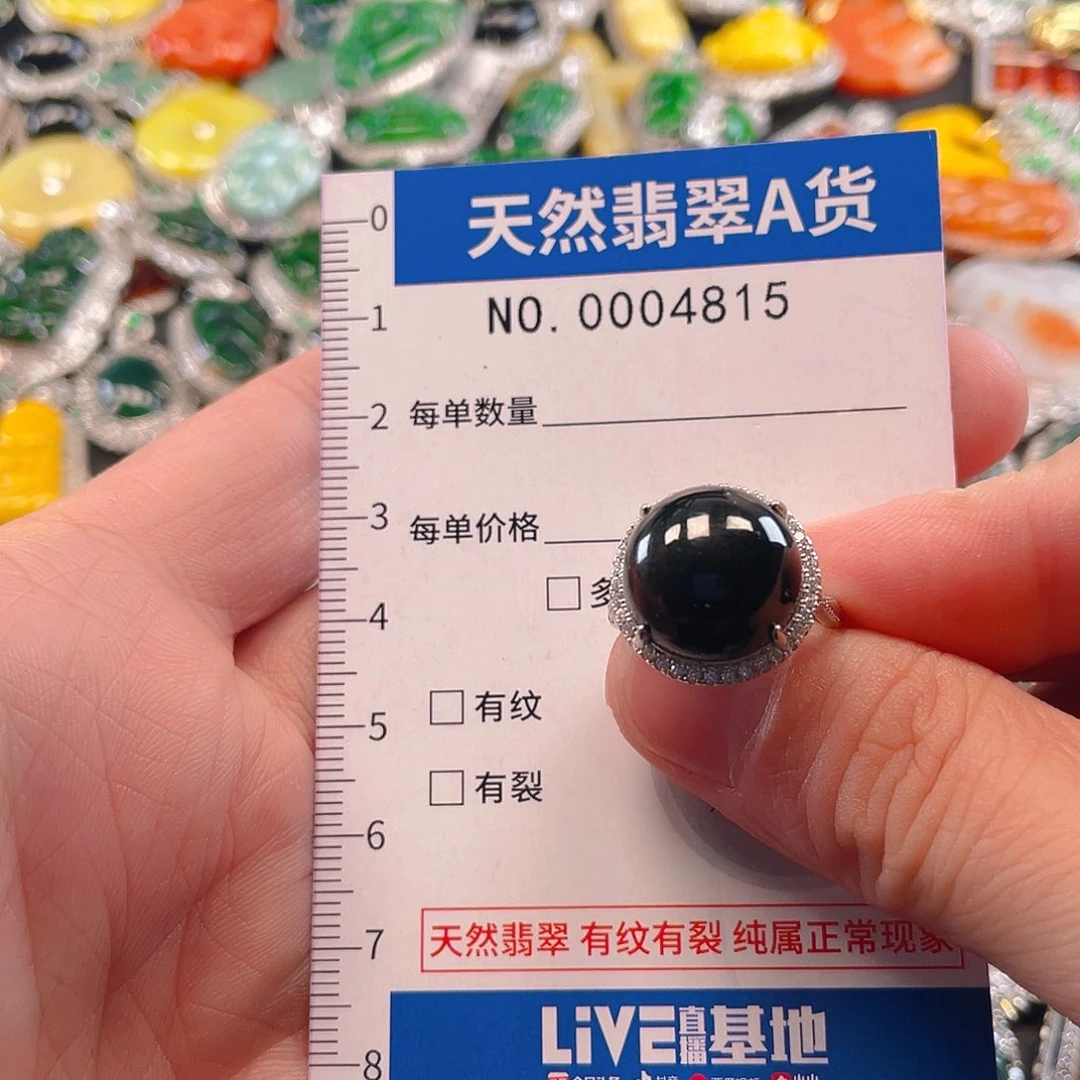 天然翡翠A货
0
NO. 0004815
1
2 每单数量
3 每单价格
4 多
5 有纹
有裂
6
天然翡翠 有纹有裂 纯属正常现象
7
LiVE直播基地
8